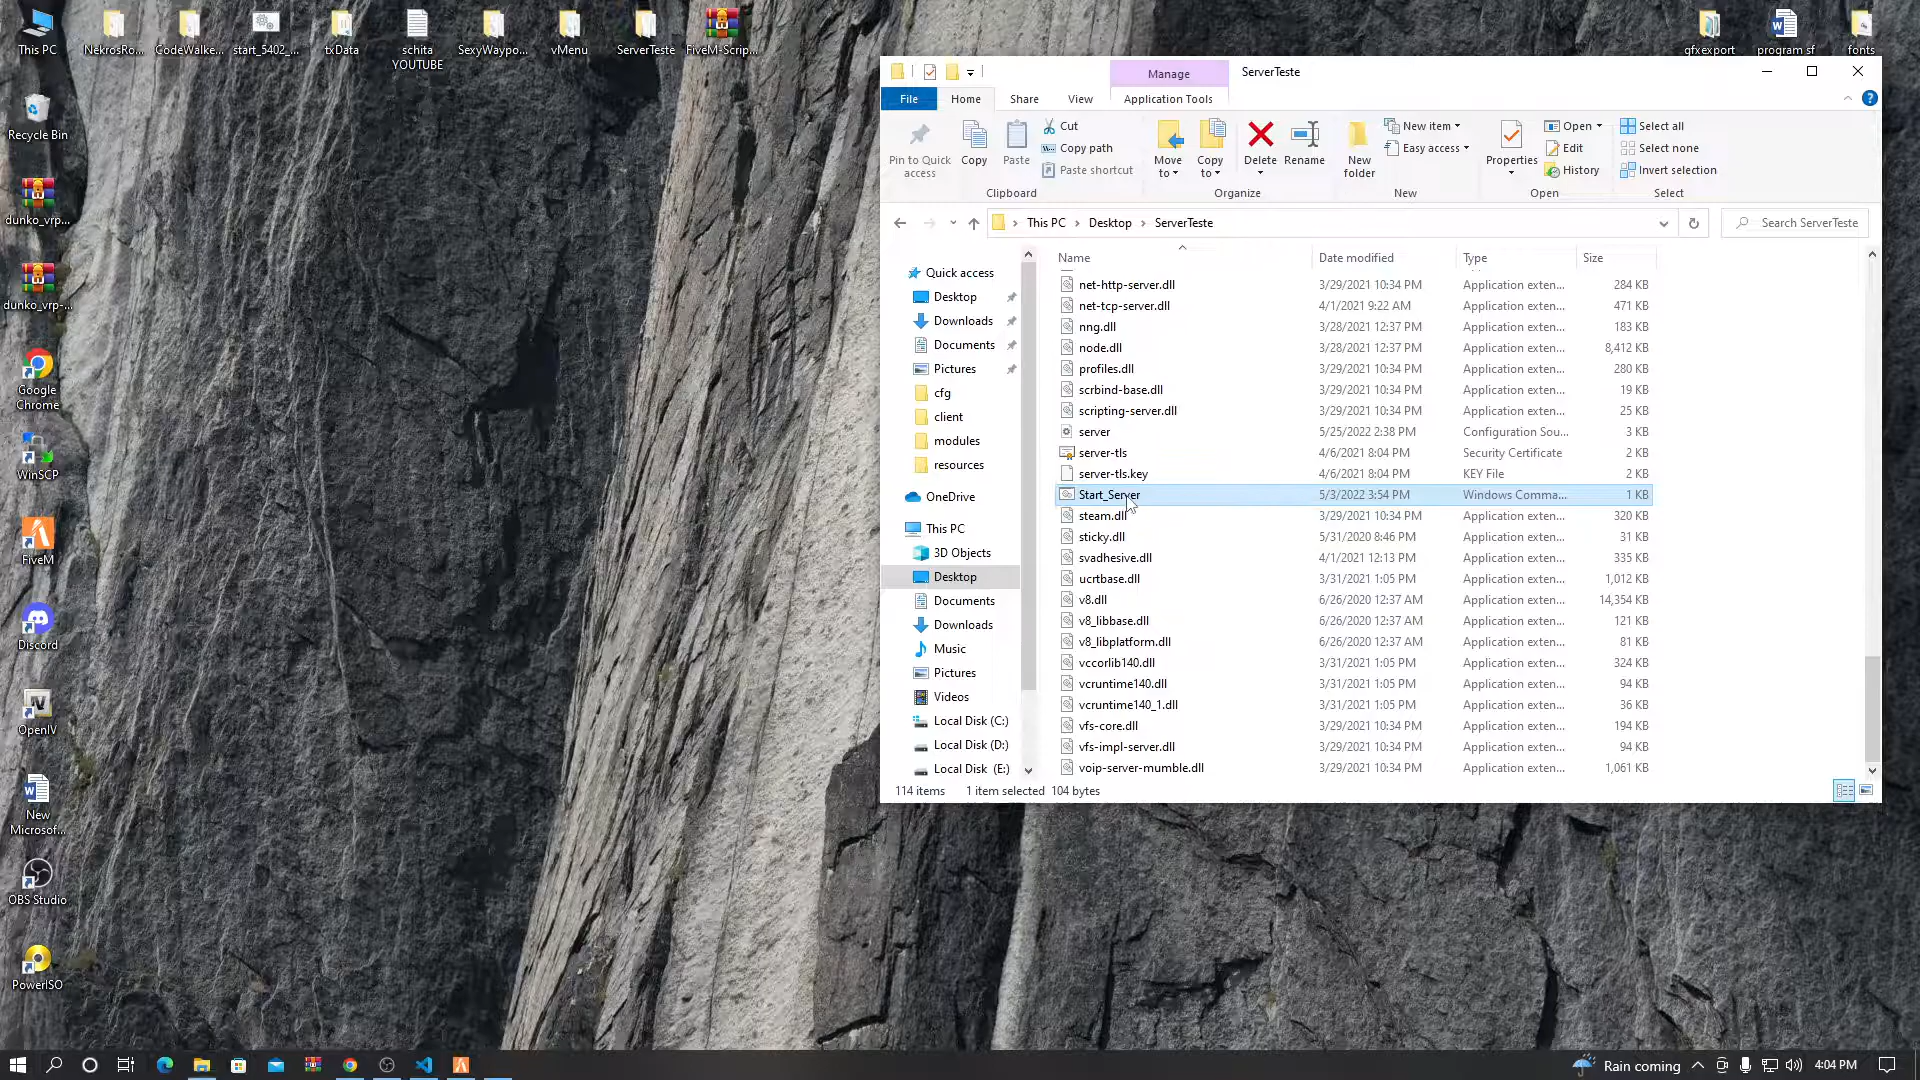 This PC
NekrosRo...
CodeWalke...
start_5402_...
txData
schita
YOUTUBE
SexyWaypo...
vMenu
ServerTeste
FiveM-Scrip...
gfxexport
program sf
fonts
Recycle Bin
dunko_vrp...
dunko_vrp-...
Google
Chrome
WinSCP
FiveM
Discord
OpenIV
New
Microsof...
OBS Studio
PowerISO
Manage
ServerTeste
File
Home
Share
View
Application Tools
Pin to Quick
access
Copy
Paste
Cut
Copy path
Paste shortcut
Clipboard
Move
to
Copy
to
Delete
Rename
Organize
New
folder
New item
Easy access
New
Properties
Open
Edit
History
Open
Select all
Select none
Invert selection
Select
This PC
Desktop
ServerTeste
Search ServerTeste
Quick access
Desktop
Downloads
Documents
Pictures
cfg
client
modules
resources
OneDrive
This PC
3D Objects
Desktop
Documents
Downloads
Music
Pictures
Videos
Local Disk (C:)
Local Disk (D:)
Local Disk (E:)
Name Date modified Type Size
net-http-server.dll 3/29/2021 10:34 PM Application exten... 284 KB
net-tcp-server.dll 4/1/2021 9:22 AM Application exten... 471 KB
nng.dll 3/28/2021 12:37 PM Application exten... 183 KB
node.dll 3/28/2021 12:37 PM Application exten... 8,412 KB
profiles.dll 3/29/2021 10:34 PM Application exten... 280 KB
scrbind-base.dll 3/29/2021 10:34 PM Application exten... 19 KB
scripting-server.dll 3/29/2021 10:34 PM Application exten... 25 KB
server 5/25/2022 2:38 PM Configuration Sou... 3 KB
server-tls 4/6/2021 8:04 PM Security Certificate 2 KB
server-tls.key 4/6/2021 8:04 PM KEY File 2 KB
Start_Server 5/3/2022 3:54 PM Windows Comma... 1 KB
steam.dll 3/29/2021 10:34 PM Application exten... 320 KB
sticky.dll 5/31/2020 8:46 PM Application exten... 31 KB
svadhesive.dll 4/1/2021 12:13 PM Application exten... 335 KB
ucrtbase.dll 3/31/2021 1:05 PM Application exten... 1,012 KB
v8.dll 6/26/2020 12:37 AM Application exten... 14,354 KB
v8_libbase.dll 6/26/2020 12:37 AM Application exten... 121 KB
v8_libplatform.dll 6/26/2020 12:37 AM Application exten... 81 KB
vccorlib140.dll 3/31/2021 1:05 PM Application exten... 324 KB
vcruntime140.dll 3/31/2021 1:05 PM Application exten... 94 KB
vcruntime140_1.dll 3/31/2021 1:05 PM Application exten... 36 KB
vfs-core.dll 3/29/2021 10:34 PM Application exten... 194 KB
vfs-impl-server.dll 3/29/2021 10:34 PM Application exten... 94 KB
voip-server-mumble.dll 3/29/2021 10:34 PM Application exten... 1,061 KB
114 items 1 item selected 104 bytes
Rain coming
4:04 PM